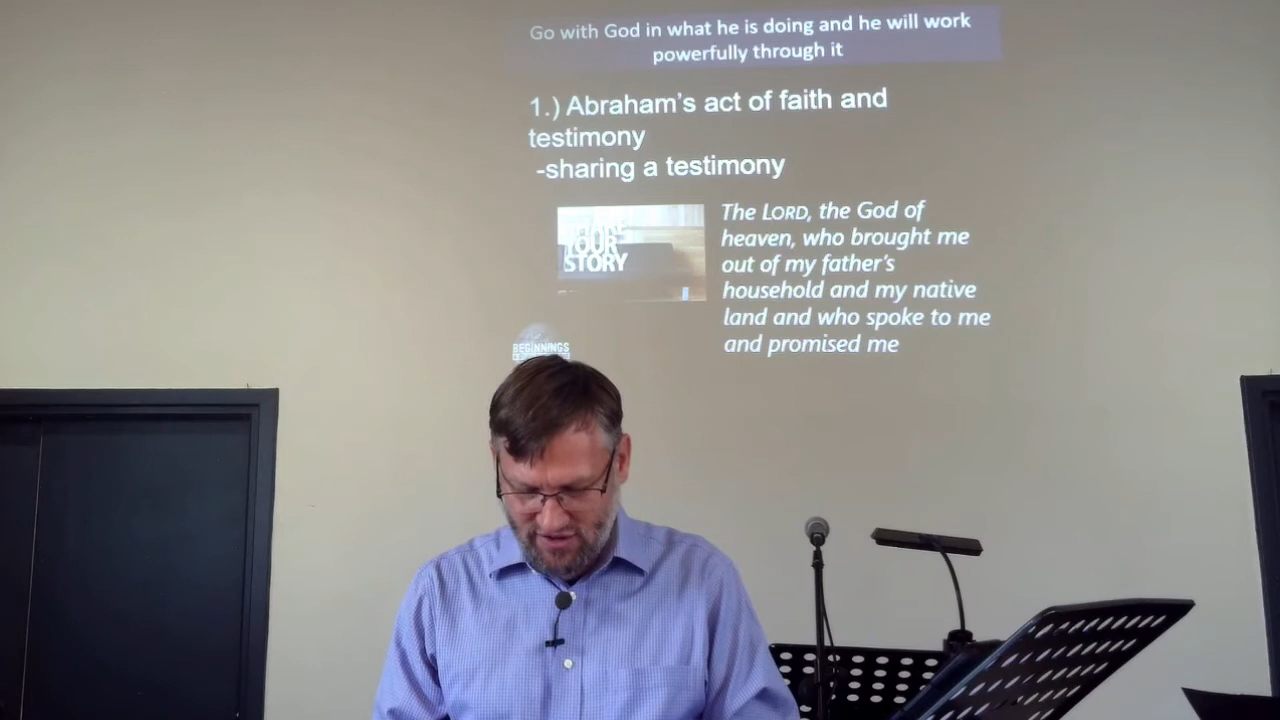 Go with God in what he is doing and he will work
powerfully through it
1.) Abraham's act of faith and
testimony
-sharing a testimony
YOUR
STORY
The LORD, the God of
heaven, who brought me
out of my father's
household and my native
land and who spoke to me
and promised me
BEGINNINGS